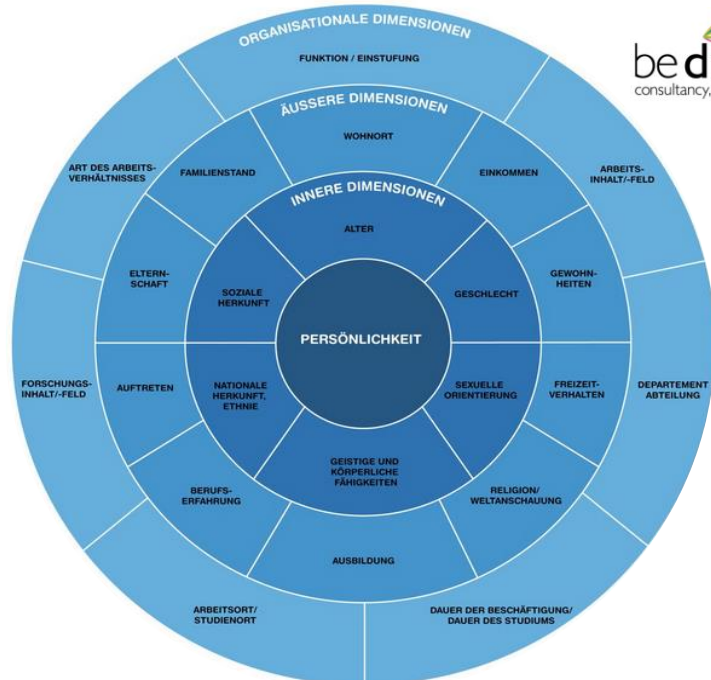 ORGANISATIONALE DIMENSIONEN
FUNKTION / EINSTUFUNG
be
consultancy,
ÄUSSERE DIMENSIONEN
WOHNORT
ART DES ARBEITS-
VERHÄLTNISSES
FAMILIENSTAND
EINKOMMEN
ARBEITS-
INHALT/-FELD
INNERE DIMENSIONEN
ALTER
ELTERN-
SCHAFT
SOZIALE
HERKUNFT
GESCHLECHT
GEWOHN-
HEITEN
PERSÖNLICHKEIT
FORSCHUNGS-
INHALT/-FELD
AUFTRETEN
NATIONALE
HERKUNFT,
ETHNIE
SEXUELLE
ORIENTIERUNG
FREIZEIT-
VERHALTEN
DEPARTEMENT
ABTEILUNG
GEISTIGE UND
KÖRPERLICHE
FÄHIGKEITEN
BERUFS-
ERFAHRUNG
RELIGION/
WELTANSCHAUUNG
AUSBILDUNG
ARBEITSORT/
STUDIENORT
DAUER DER BESCHÄFTIGUNG/
DAUER DES STUDIUMS